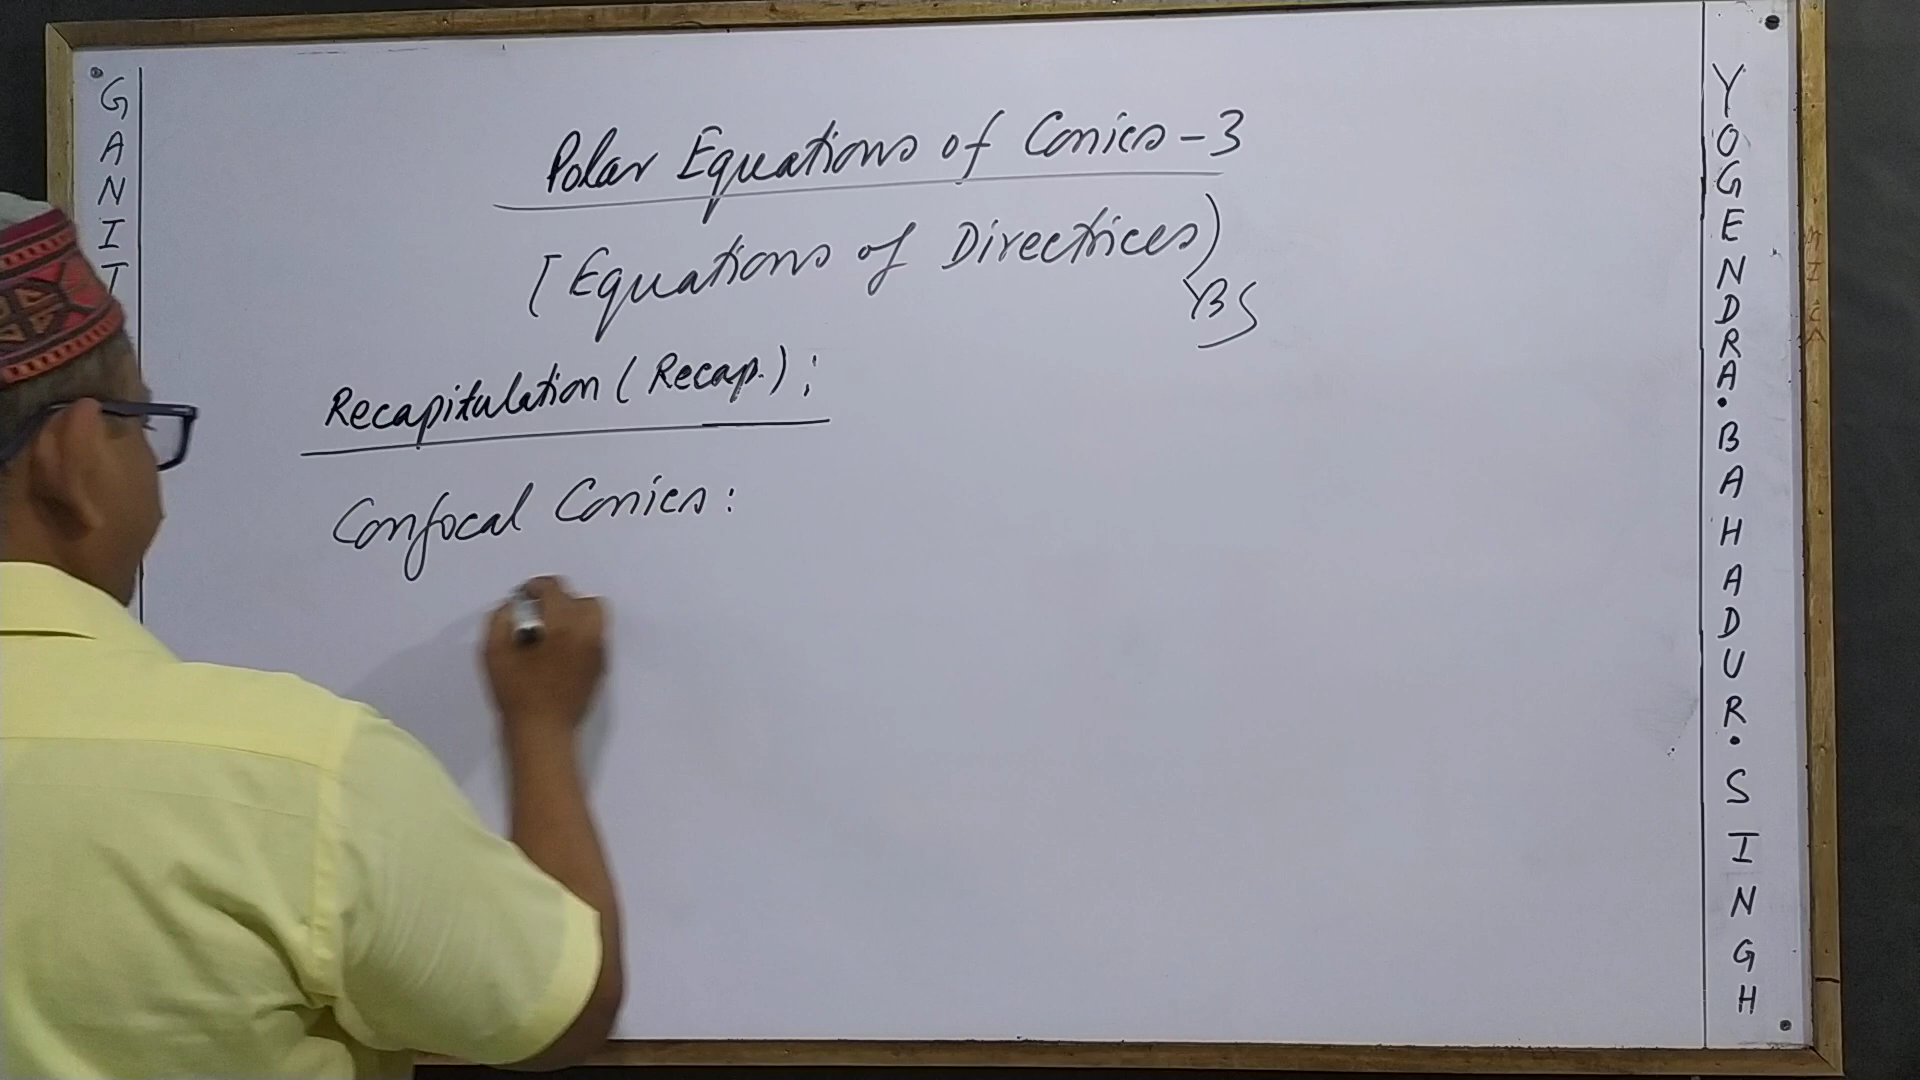 GANIT
Polar Equations of Conics-3
[Equations of Directrices)
YBS
Recapitulation (Recap.):
Confocal Conics:
YOGENDRA.BAHADUR.SINGH